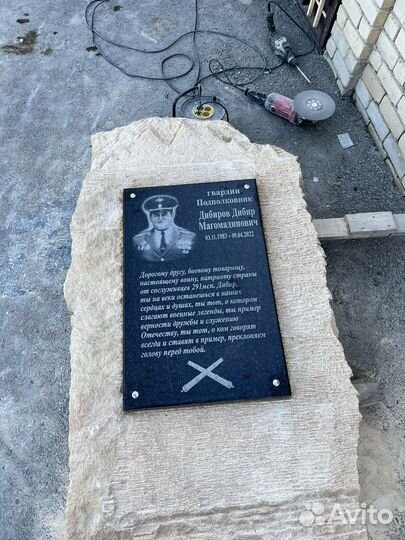 гвардии
Подполковник
Дибиров Дибир
Магомадинович
03.11.1983 - 09.04.2022
Дорогому другу, боевому товарищу,
настоящему воину, патриоту страны
от сослуживцев 291мсп. Дибир,
ты на веки останешься в наших
сердцах и душах, ты тот, о котором
слагают военные легенды, ты пример
верности дружбы и служению
Отечеству, ты тот, о ком говорят
всегда и ставят в пример, преклоняем
голову перед тобой.
Avito